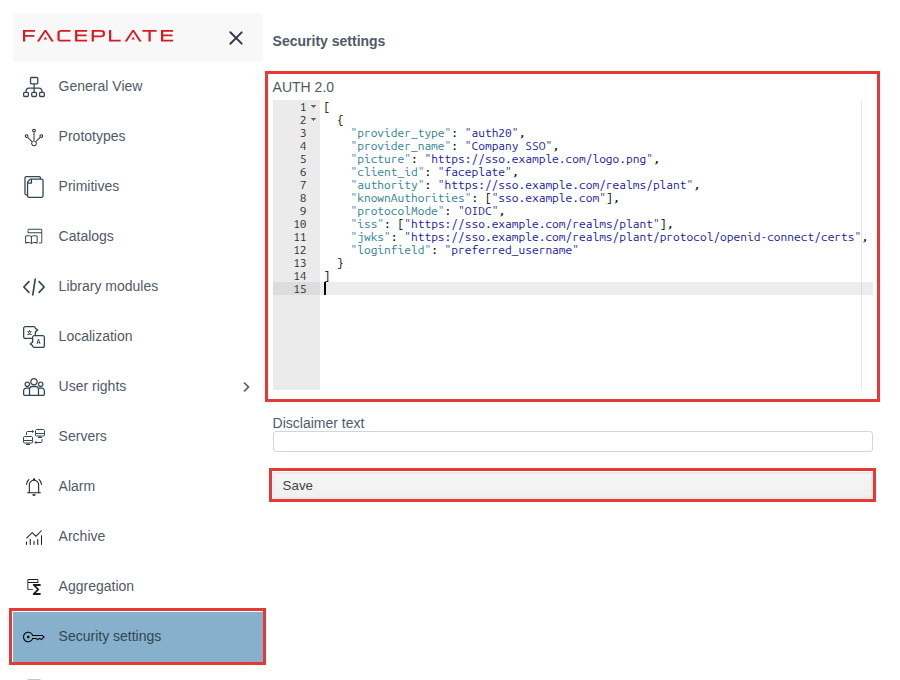 FACEPLATE
General View
Prototypes
Primitives
Catalogs
Library modules
Localization
User rights
Servers
Alarm
Archive
Aggregation
Security settings
Security settings
AUTH 2.0
1 [
2 {
3 "provider_type": "auth20",
4 "provider_name": "Company SSO",
5 "picture": "https://sso.example.com/logo.png",
6 "client_id": "faceplate",
7 "authority": "https://sso.example.com/realms/plant",
8 "knownAuthorities": ["sso.example.com"],
9 "protocolMode": "OIDC",
10 "iss": ["https://sso.example.com/realms/plant"],
11 "jwks": "https://sso.example.com/realms/plant/protocol/openid-connect/certs",
12 "loginfield": "preferred_username"
13 }
14 ]
15
Disclaimer text
Save